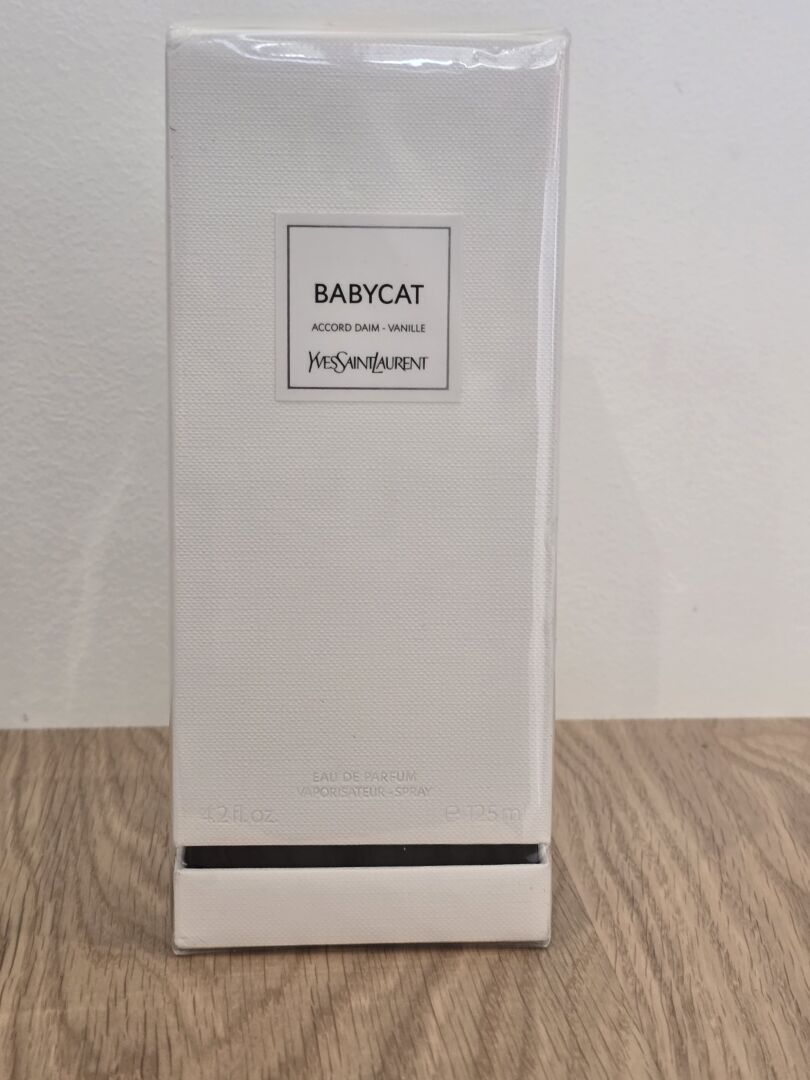 BABYCAT
ACCORD DAIM - VANILLE
YVESSAINTLAURENT
EAU DE PARFUM
VAPORISATEUR - SPRAY
4.2 fl. oz. e 125 ml